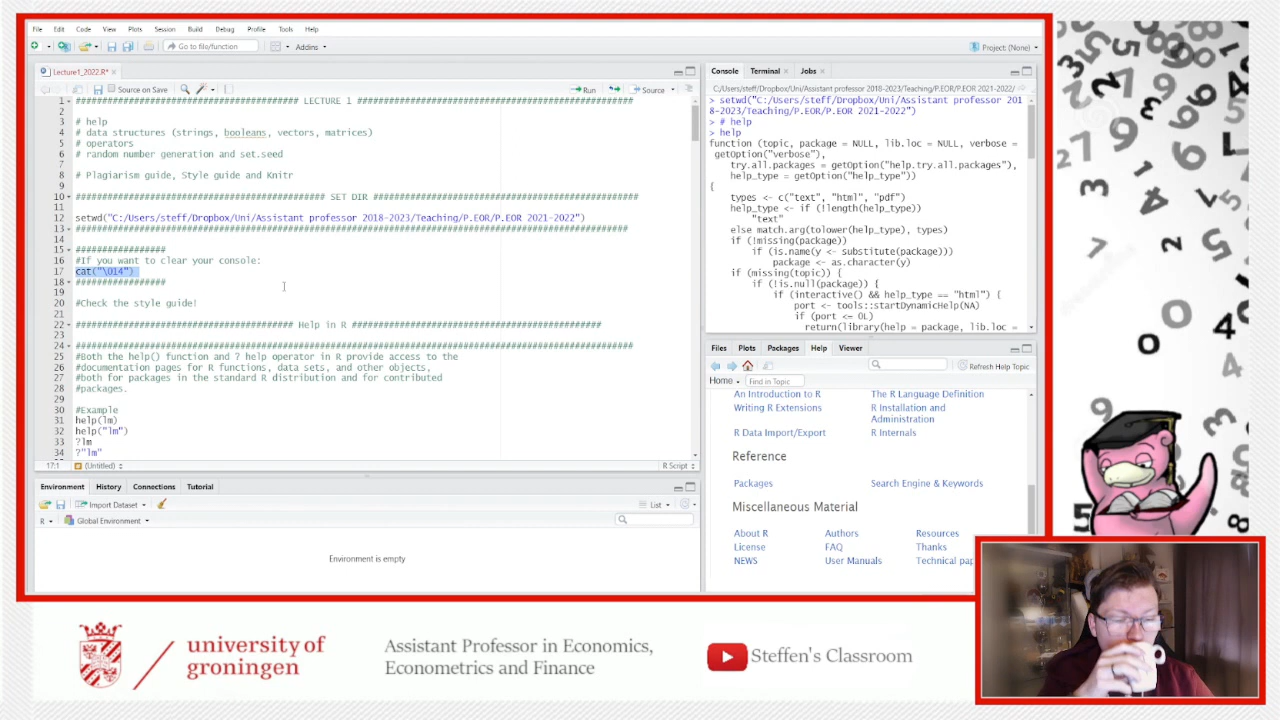 File Edit Code View Plots Session Build Debug Profile Tools Help
Go to file/function Addins Project: (None)
Lecture1_2022.R*
Source on Save Run Source
1 ######################################### LECTURE 1 ##################################################
2
3 # help
4 # data structures (strings, booleans, vectors, matrices)
5 # operators
6 # random number generation and set.seed
7
8 # Plagiarism guide, Style guide and Knitr
9
10 ############################################## SET DIR #################################################
11
12 setwd("C:/Users/steff/Dropbox/Uni/Assistant professor 2018-2023/Teaching/P.EOR/P.EOR 2021-2022")
13 #######################################################################################################
14
15 #################
16 #If you want to clear your console:
17 cat("\014")
18 #################
19
20 #Check the style guide!
21
22 ######################################## Help in R ##############################################
23
24 ########################################################################################################
25 #Both the help() function and ? help operator in R provide access to the
26 #documentation pages for R functions, data sets, and other objects,
27 #both for packages in the standard R distribution and for contributed
28 #packages.
29
30 #Example
31 help(lm)
32 help("lm")
33 ?lm
34 ?"lm"
17:1 (Untitled) R Script
Environment History Connections Tutorial
Import Dataset List
R Global Environment
Environment is empty
Console Terminal Jobs
C:/Users/steff/Dropbox/Uni/Assistant professor 2018-2023/Teaching/P.EOR/P.EOR 2021-2022/
> setwd("C:/Users/steff/Dropbox/Uni/Assistant professor 201
8-2023/Teaching/P.EOR/P.EOR 2021-2022")
> # help
> help
function (topic, package = NULL, lib.loc = NULL, verbose =
getOption("verbose"),
try.all.packages = getOption("help.try.all.packages"),
help_type = getOption("help_type"))
{
types <- c("text", "html", "pdf")
help_type <- if (!length(help_type))
"text"
else match.arg(tolower(help_type), types)
if (!missing(package))
if (is.name(y <- substitute(package)))
package <- as.character(y)
if (missing(topic)) {
if (!is.null(package)) {
if (interactive() && help_type == "html") {
port <- tools::startDynamicHelp(NA)
if (port <= 0L)
return(library(help = package, lib.loc =
Files Plots Packages Help Viewer
Refresh Help Topic
Home Find in Topic
An Introduction to R The R Language Definition
Writing R Extensions R Installation and
Administration
R Data Import/Export R Internals
Reference
Packages Search Engine & Keywords
Miscellaneous Material
About R Authors Resources
License FAQ Thanks
NEWS User Manuals Technical pap
university of
groningen
Assistant Professor in Economics,
Econometrics and Finance
Steffen's Classroom